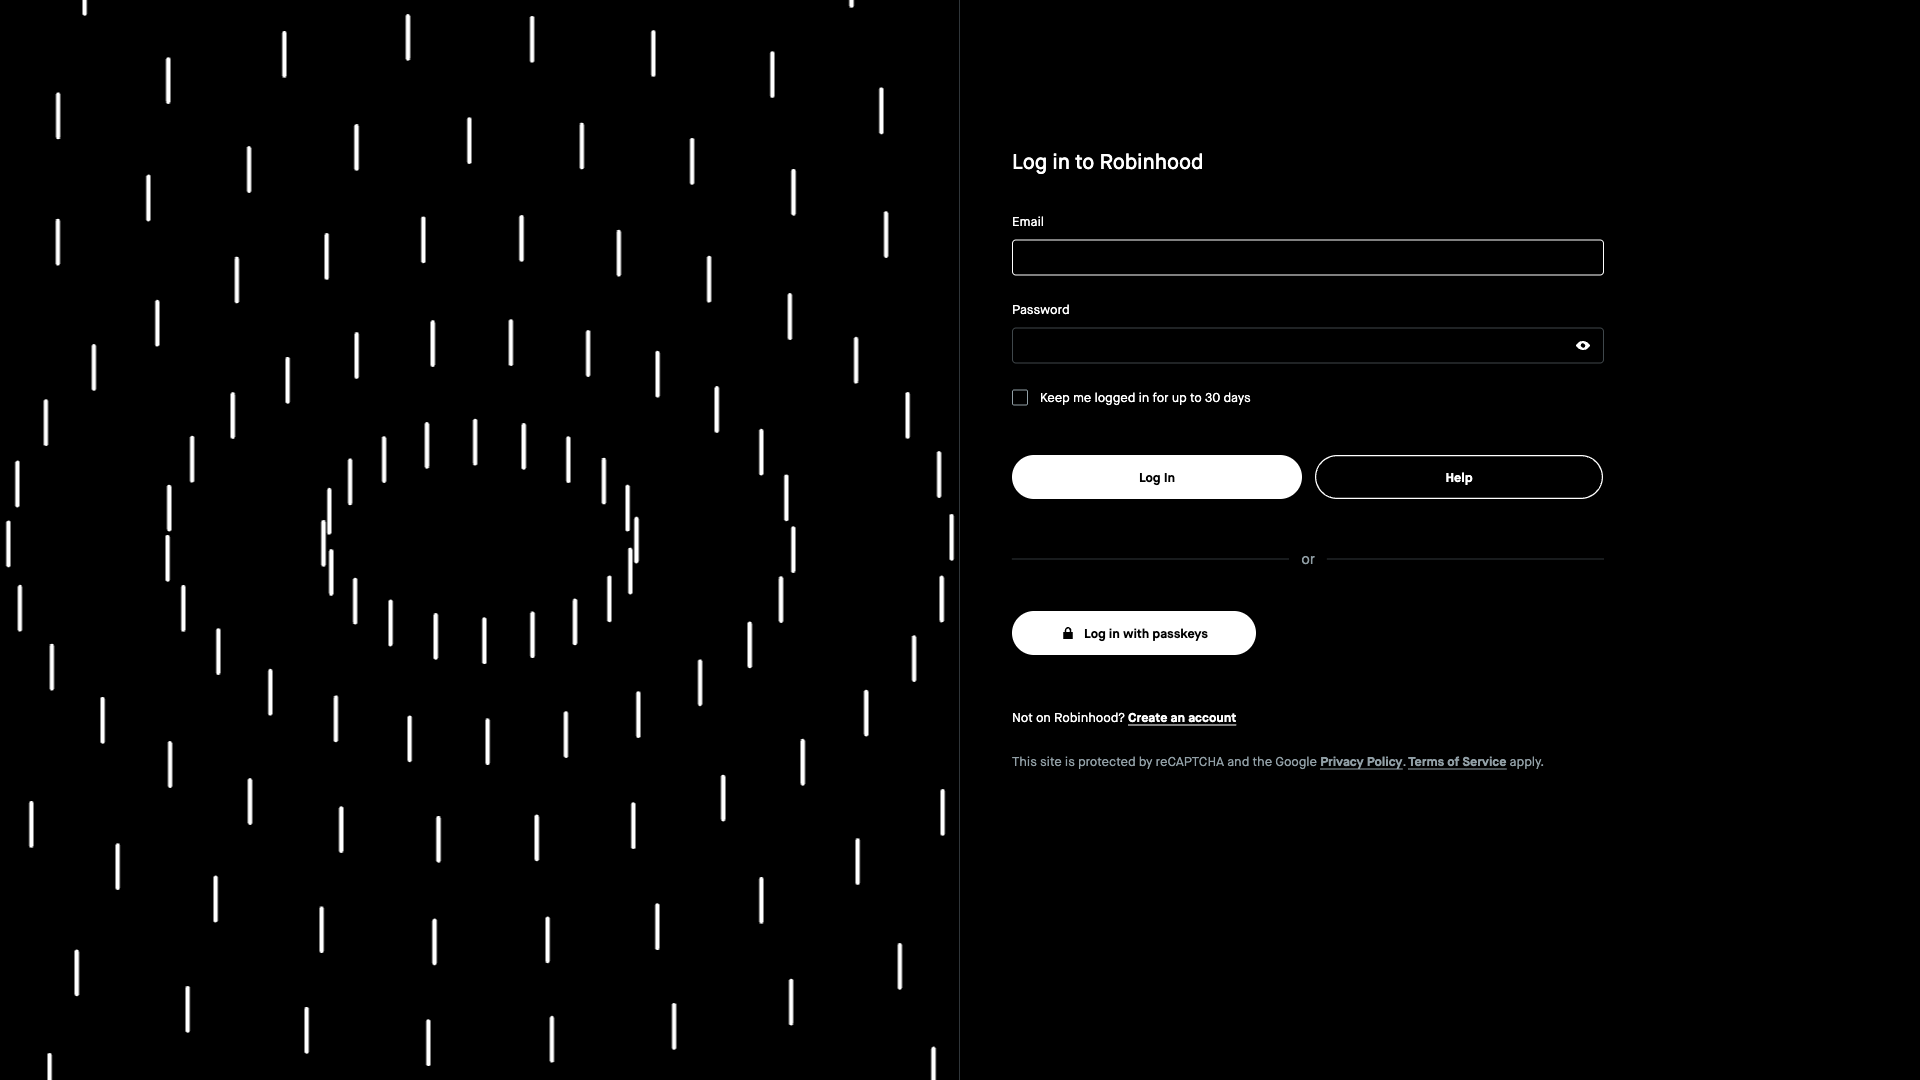 Log in to Robinhood
Email
Password
Keep me logged in for up to 30 days
Log In
Help
or
Log in with passkeys
Not on Robinhood? Create an account
This site is protected by reCAPTCHA and the Google Privacy Policy. Terms of Service apply.